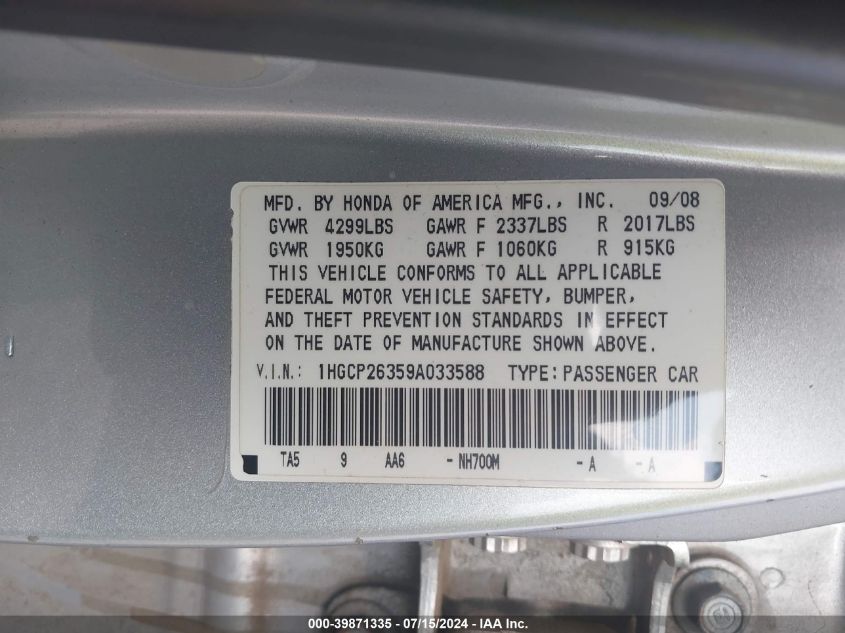 MFD. BY HONDA OF AMERICA MFG., INC. 09/08
GVWR 4299LBS GAWR F 2337LBS R 2017LBS
GVWR 1950KG GAWR F 1060KG R 915KG
THIS VEHICLE CONFORMS TO ALL APPLICABLE
FEDERAL MOTOR VEHICLE SAFETY, BUMPER,
AND THEFT PREVENTION STANDARDS IN EFFECT
ON THE DATE OF MANUFACTURE SHOWN ABOVE.
V.I.N.: 1HGCP26359A033588 TYPE: PASSENGER CAR
TA5 9 AA6 - NH700M - A - A
000-39871335 / 07/15/2024 - IAA Inc.